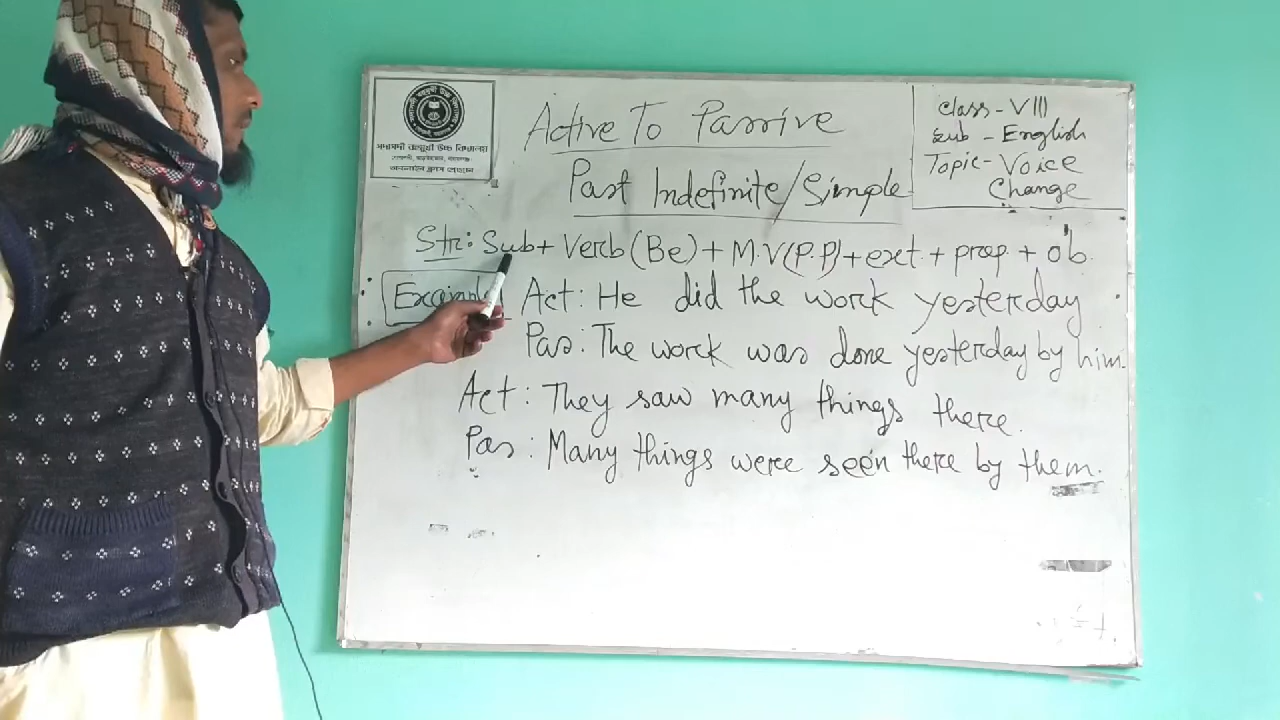 Active To Passive
Past Indefinite/Simple
Class - VIII
Sub - English
Topic - Voice
Change
Str: Sub + Verb (Be) + M.V (P.P) + ext + prep + ob.
Example Act: He did the work yesterday
Pas: The work was done yesterday by him.
Act: They saw many things there.
Pas: Many things were seen there by them.